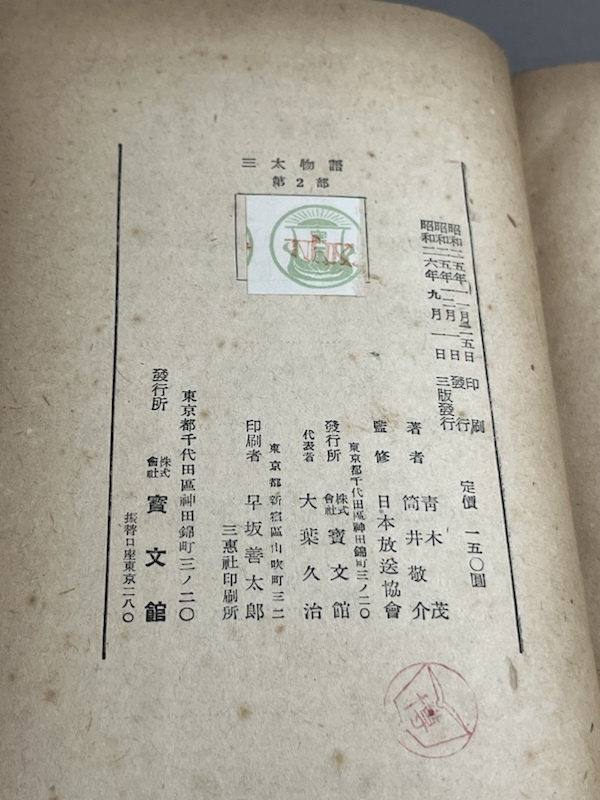 三太物語
第２部
昭和二五年一一月二五日 印刷
昭和二五年一二月一日 発行
昭和二六年九月一日 三版発行
定價 一五〇圓
著者
靑木茂
筒井敬介
監修 日本放送協會
東京都千代田區神田錦町三ノ二〇
發行所 株式會社 寶文館
代表者 大葉久治
東京都新宿區山吹町三二
印刷者 早坂善太郎
三惠社印刷所
東京都千代田區神田錦町三ノ二〇
發行所 株式會社 寶文館
振替口座東京二八〇